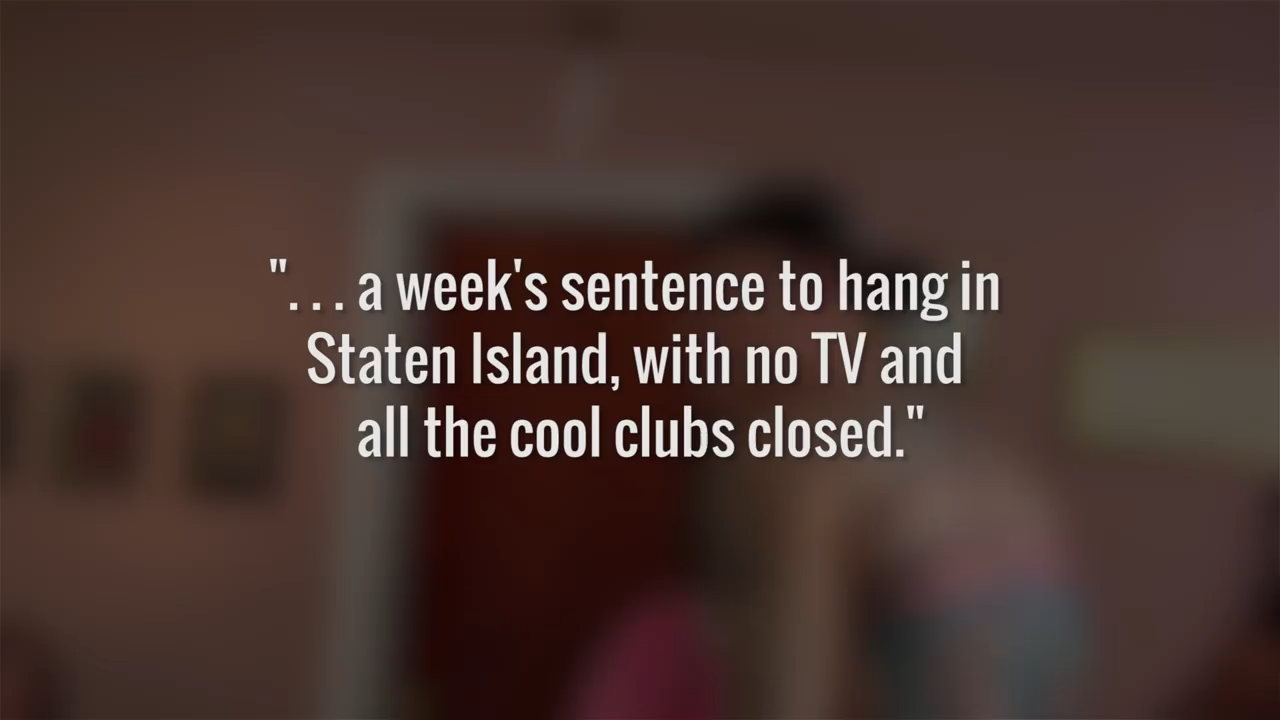 ". . . a week's sentence to hang in
Staten Island, with no TV and
all the cool clubs closed."